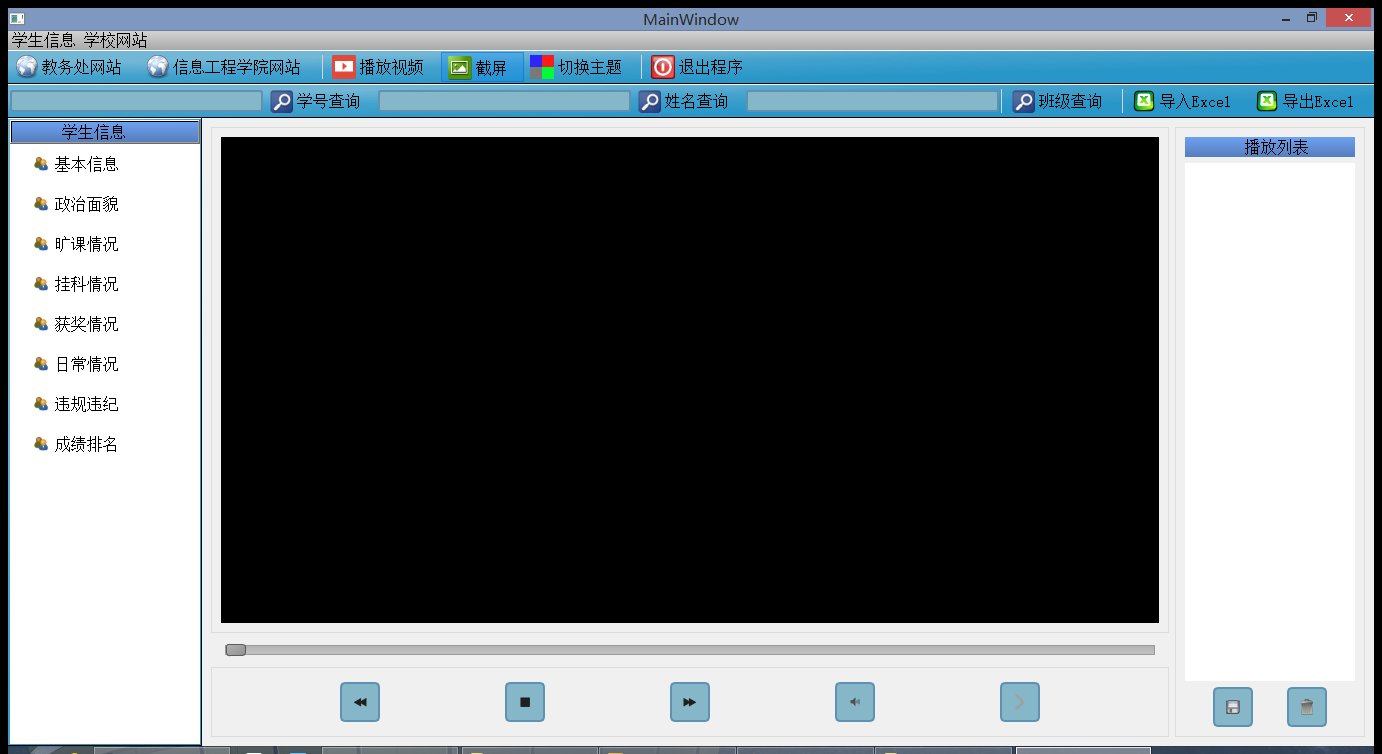 MainWindow
学生信息 学校网站
教务处网站 信息工程学院网站 播放视频 截屏 切换主题 退出程序
学号查询 姓名查询 班级查询 导入Excel 导出Excel
学生信息
基本信息
政治面貌
旷课情况
挂科情况
获奖情况
日常情况
违规违纪
成绩排名
播放列表